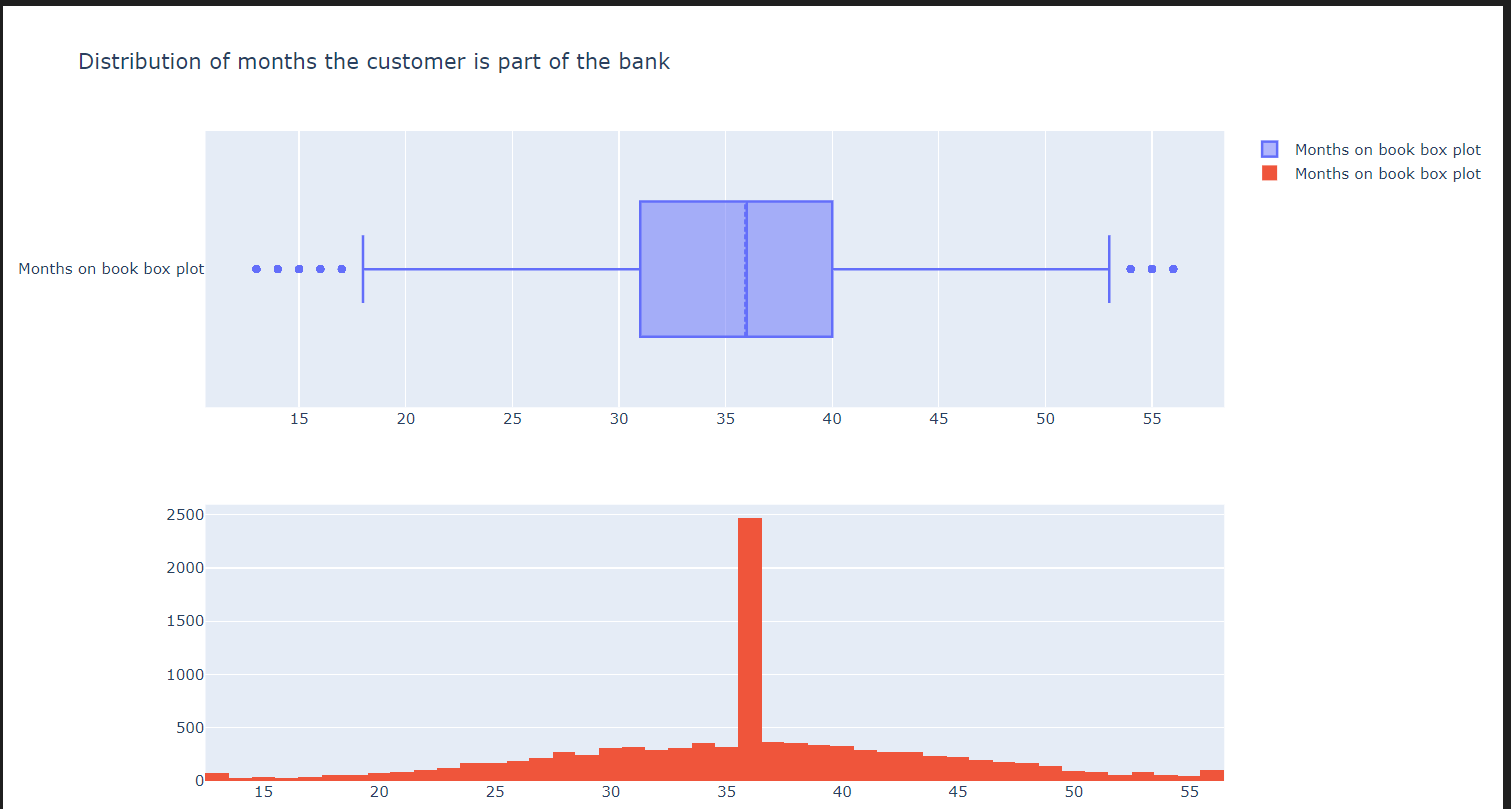 Distribution of months the customer is part of the bank
Months on book box plot
Months on book box plot
Months on book box plot
15 20 25 30 35 40 45 50 55
2500
2000
1500
1000
500
0
15 20 25 30 35 40 45 50 55